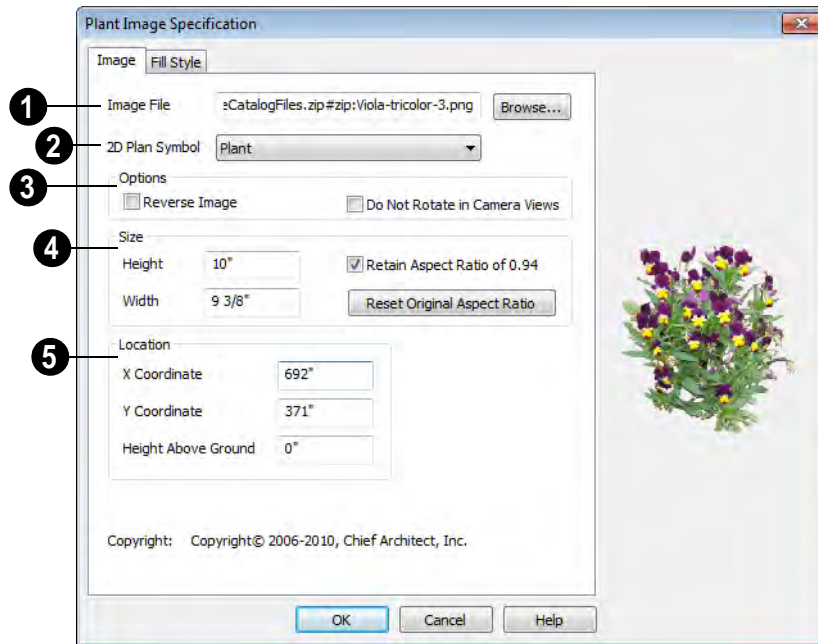 Plant Image Specification
Image Fill Style
1 Image File eCatalogFiles.zip#zip:Viola-tricolor-3.png Browse...
2 2D Plan Symbol Plant
3 Options
Reverse Image Do Not Rotate in Camera Views
4 Size
Height 10" Retain Aspect Ratio of 0.94
Width 9 3/8" Reset Original Aspect Ratio
5 Location
X Coordinate 692"
Y Coordinate 371"
Height Above Ground 0"
Copyright: Copyright© 2006-2010, Chief Architect, Inc.
OK Cancel Help